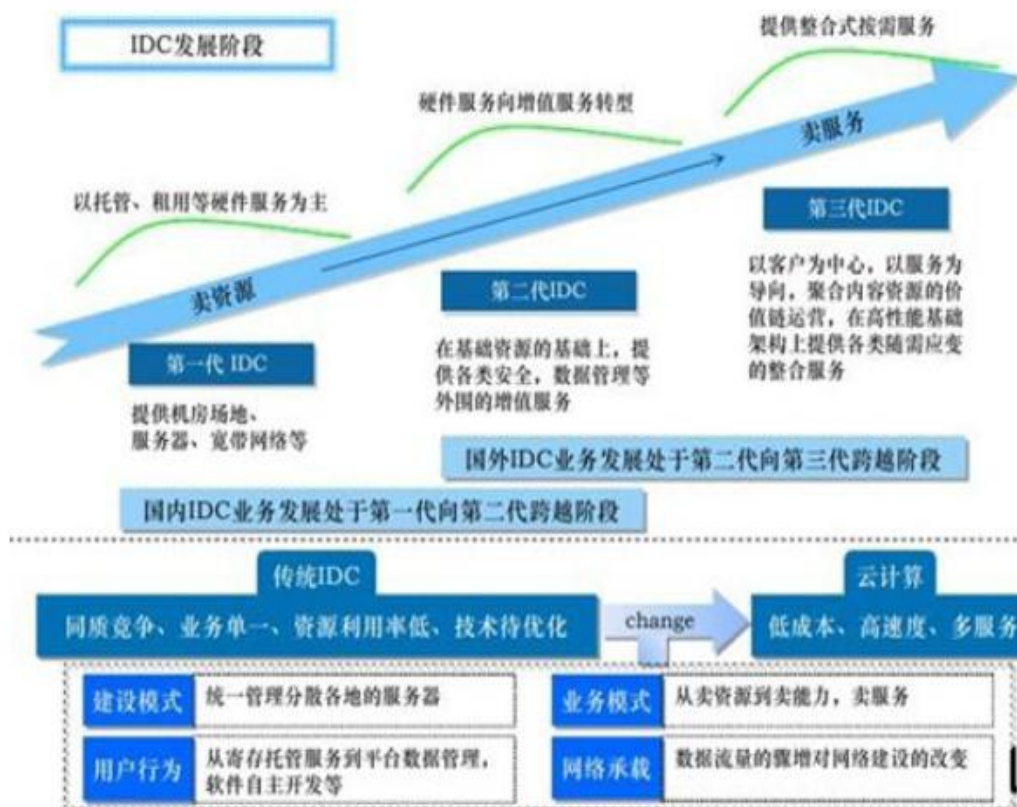 IDC发展阶段
提供整合式按需服务
硬件服务向增值服务转型
以托管、租用等硬件服务为主
卖服务
卖资源
第三代IDC
以客户为中心，以服务为
导向，聚合内容资源的价
值链运营，在高性能基础
架构上提供各类随需应变
的整合服务
第二代IDC
在基础资源的基础上，提
供各类安全，数据管理等
外围的增值服务
第一代 IDC
提供机房场地、
服务器、宽带网络等
国外IDC业务发展处于第二代向第三代跨越阶段
国内IDC业务发展处于第一代向第二代跨越阶段
传统IDC
同质竞争、业务单一、资源利用率低、技术待优化
change
云计算
低成本、高速度、多服务
建设模式
统一管理分散各地的服务器
业务模式
从卖资源到卖能力，卖服务
用户行为
从寄存托管服务到平台数据管理，
软件自主开发等
网络承载
数据流量的骤增对网络建设的改变